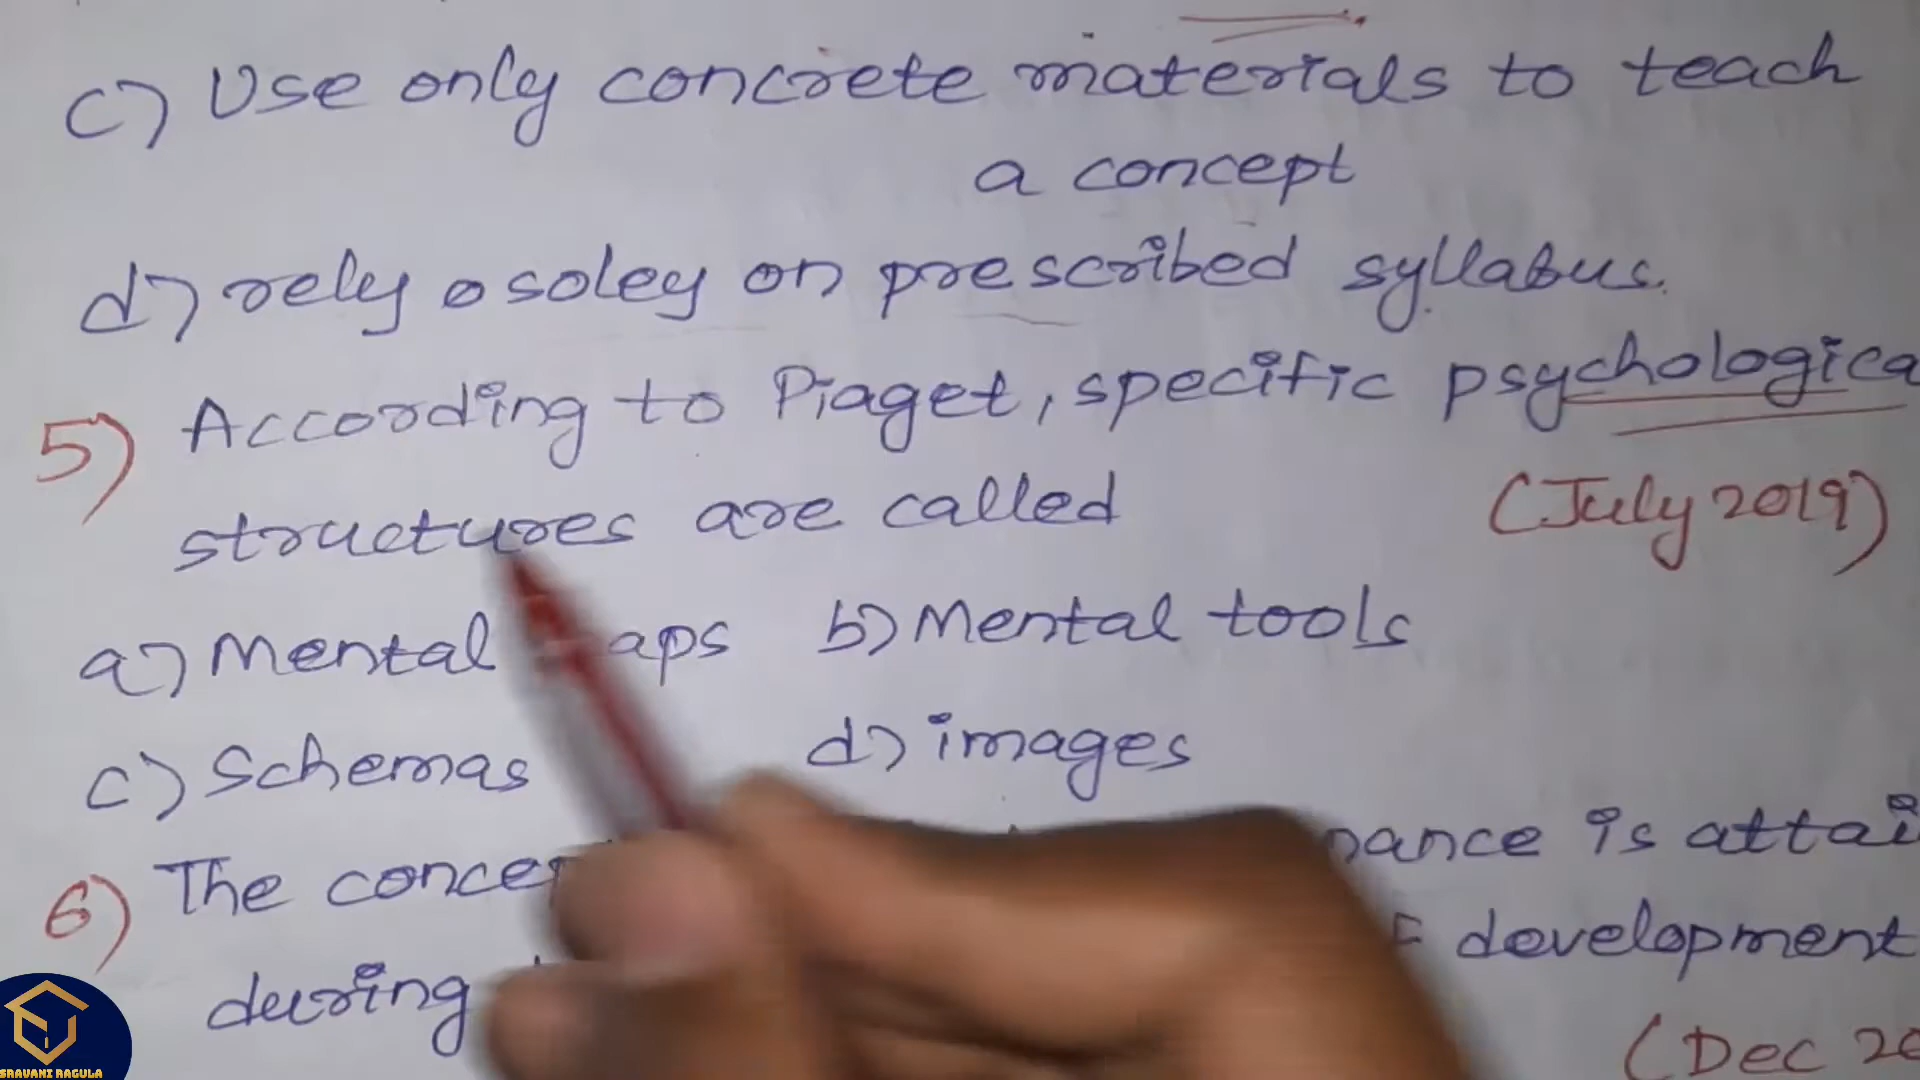 c) Use only concrete materials to teach
a concept
d) rely soley on prescribed syllabus.
5) According to Piaget, specific psychologica
structures are called
(July 2019)
a) Mental aps b) Mental tools
c) Schemas d) images
6) The nance is attai
development
during
(Dec 20
SRAVANI RAGULA